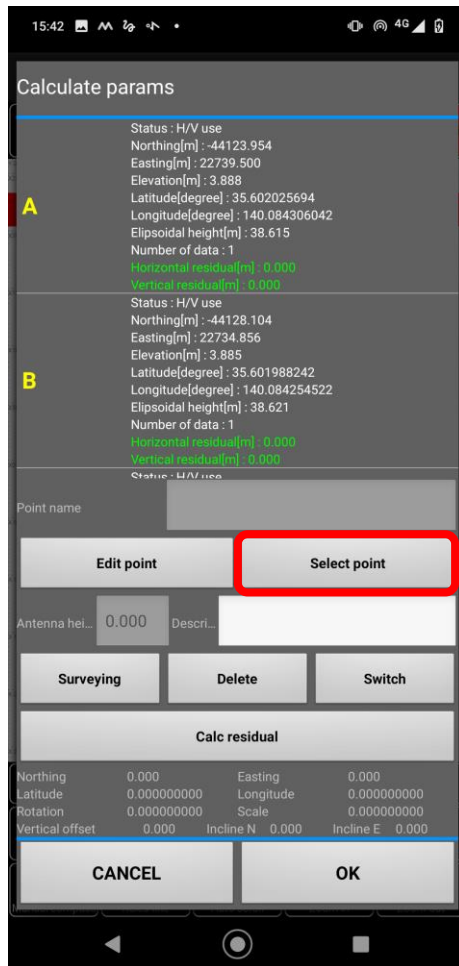 15:42
4G
Calculate params
A
Status : H/V use
Northing[m] : -44123.954
Easting[m] : 22739.500
Elevation[m] : 3.888
Latitude[degree] : 35.602025694
Longitude[degree] : 140.084306042
Elipsoidal height[m] : 38.615
Number of data : 1
Horizontal residual[m] : 0.000
Vertical residual[m] : 0.000
B
Status : H/V use
Northing[m] : -44128.104
Easting[m] : 22734.856
Elevation[m] : 3.885
Latitude[degree] : 35.601988242
Longitude[degree] : 140.084254522
Elipsoidal height[m] : 38.621
Number of data : 1
Horizontal residual[m] : 0.000
Vertical residual[m] : 0.000
Status : H/V use
Point name
Edit point Select point
Antenna hei... 0.000 Descri...
Surveying Delete Switch
Calc residual
Northing 0.000 Easting 0.000
Latitude 0.000000000 Longitude 0.000000000
Rotation 0.000000000 Scale 0.000000000
Vertical offset 0.000 Incline N 0.000 Incline E 0.000
CANCEL OK